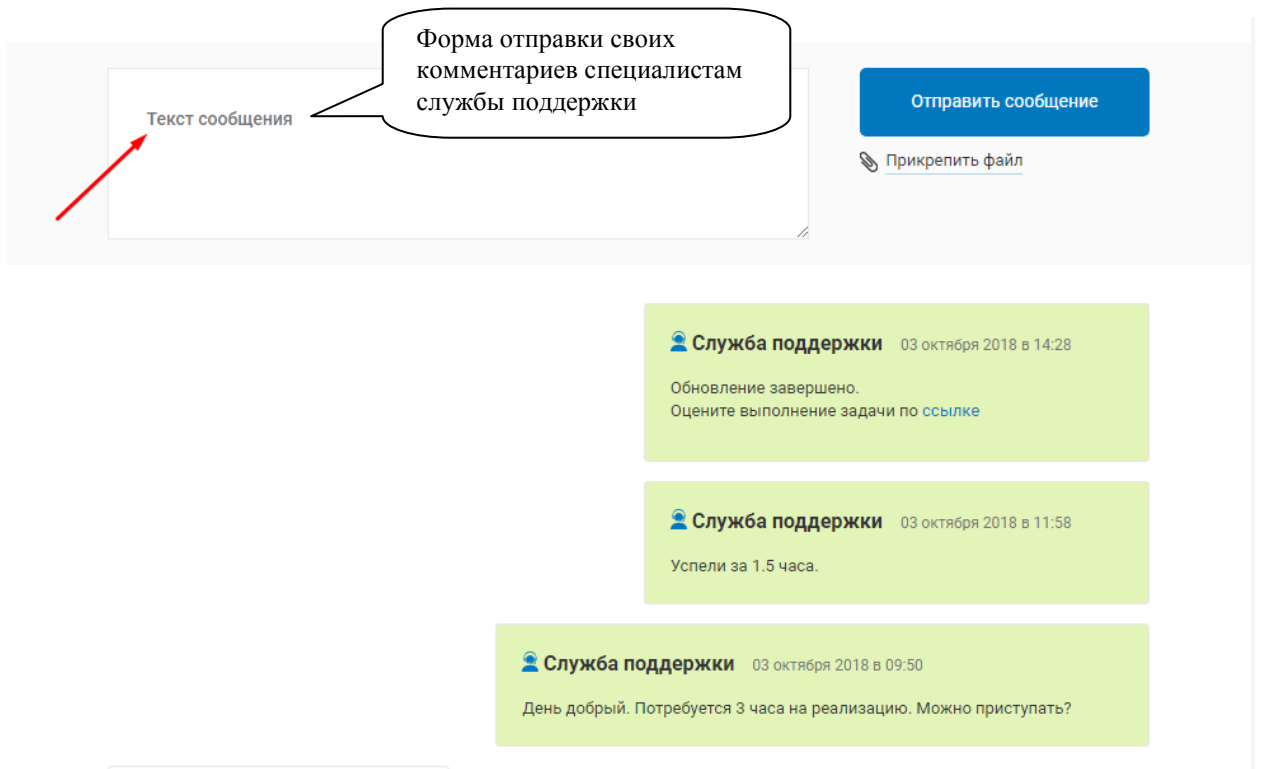 Форма отправки своих
комментариев специалистам
службы поддержки
Текст сообщения
Отправить сообщение
Прикрепить файл
Служба поддержки 03 октября 2018 в 14:28
Обновление завершено.
Оцените выполнение задачи по ссылке
Служба поддержки 03 октября 2018 в 11:58
Успели за 1.5 часа.
Служба поддержки 03 октября 2018 в 09:50
День добрый. Потребуется 3 часа на реализацию. Можно приступать?